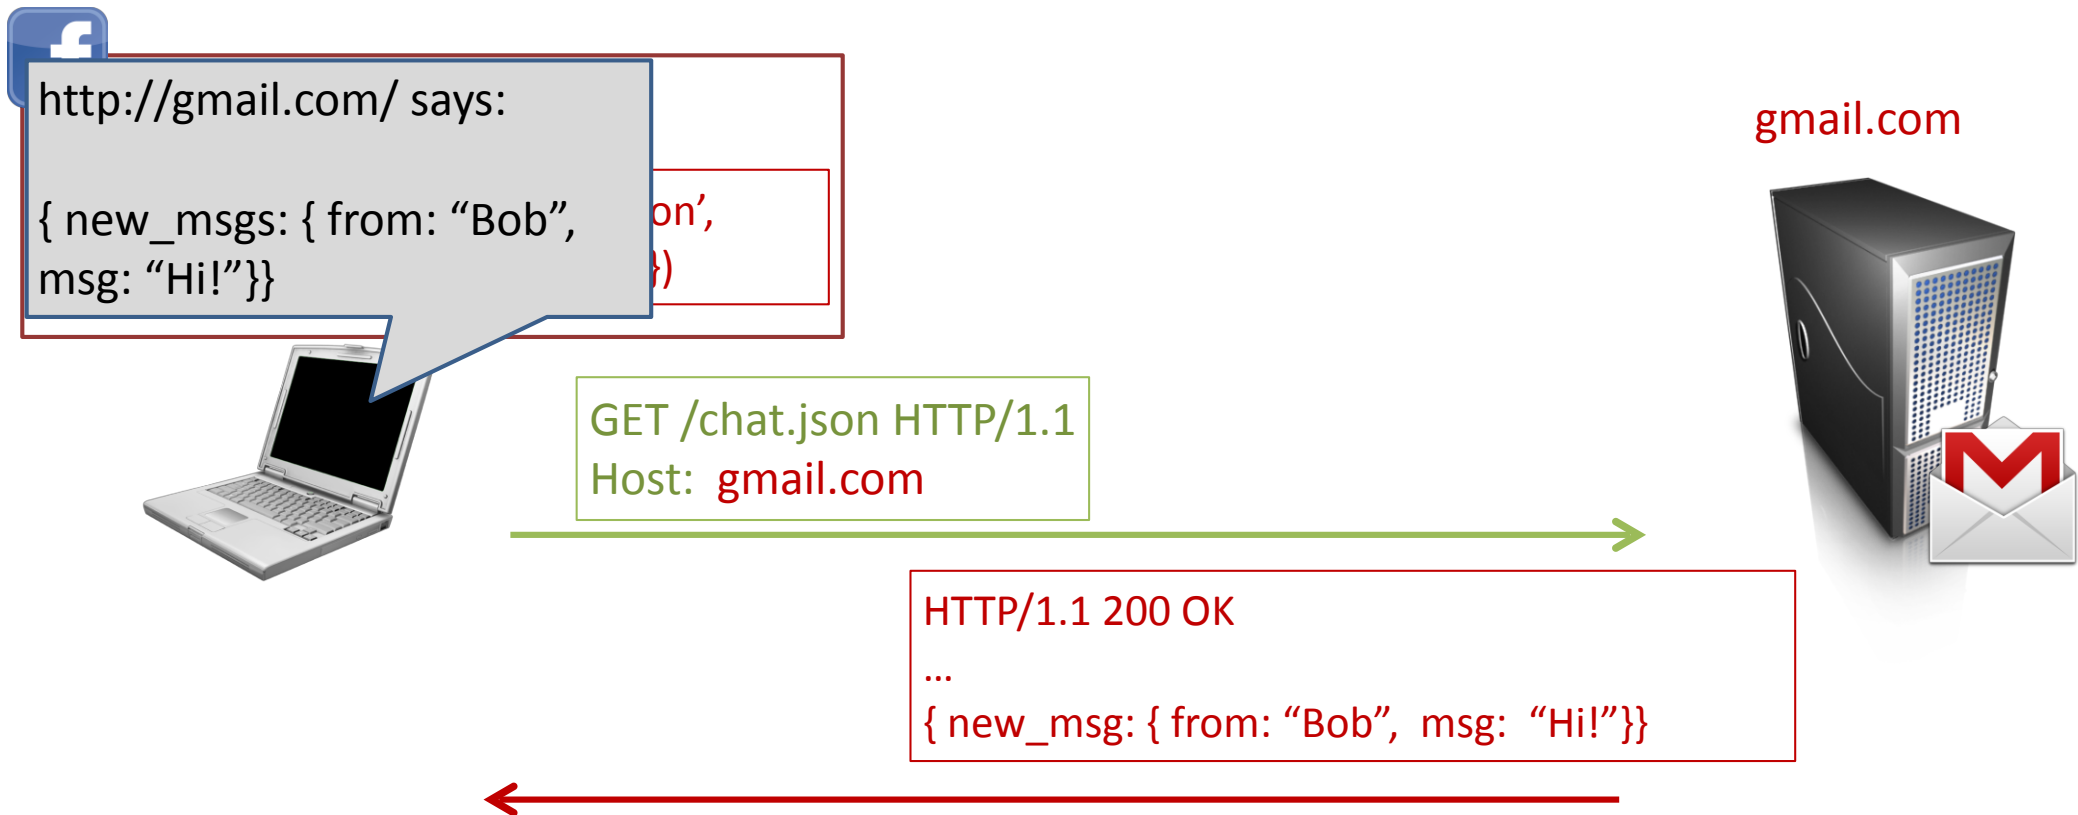 http://gmail.com/ says:
{ new_msgs: { from: “Bob”,
msg: “Hi!”}}
on’,
})
gmail.com
GET /chat.json HTTP/1.1
Host: gmail.com
HTTP/1.1 200 OK
...
{ new_msg: { from: “Bob”, msg: “Hi!”}}